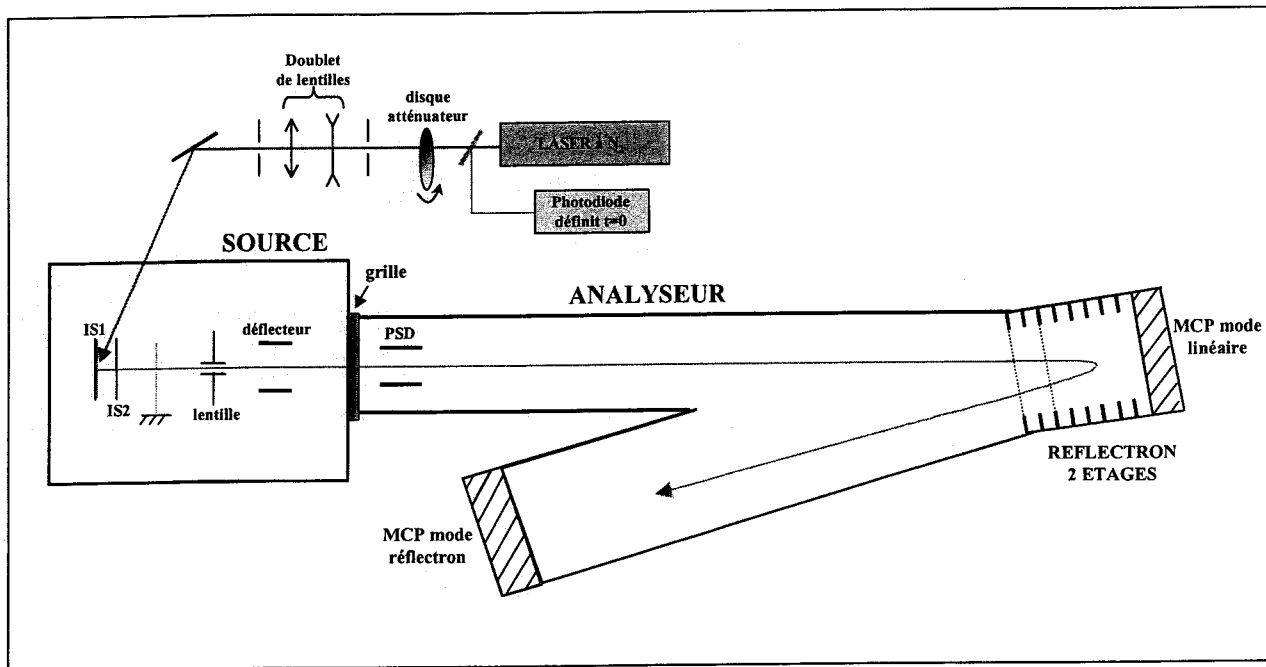 Doublet
de lentilles
disque
atténuateur
LASER à N2
Photodiode
définit t=0
SOURCE
grille
ANALYSEUR
IS1
déflecteur
PSD
MCP mode
linéaire
IS2
lentille
REFLECTRON
2 ETAGES
MCP mode
réflectron